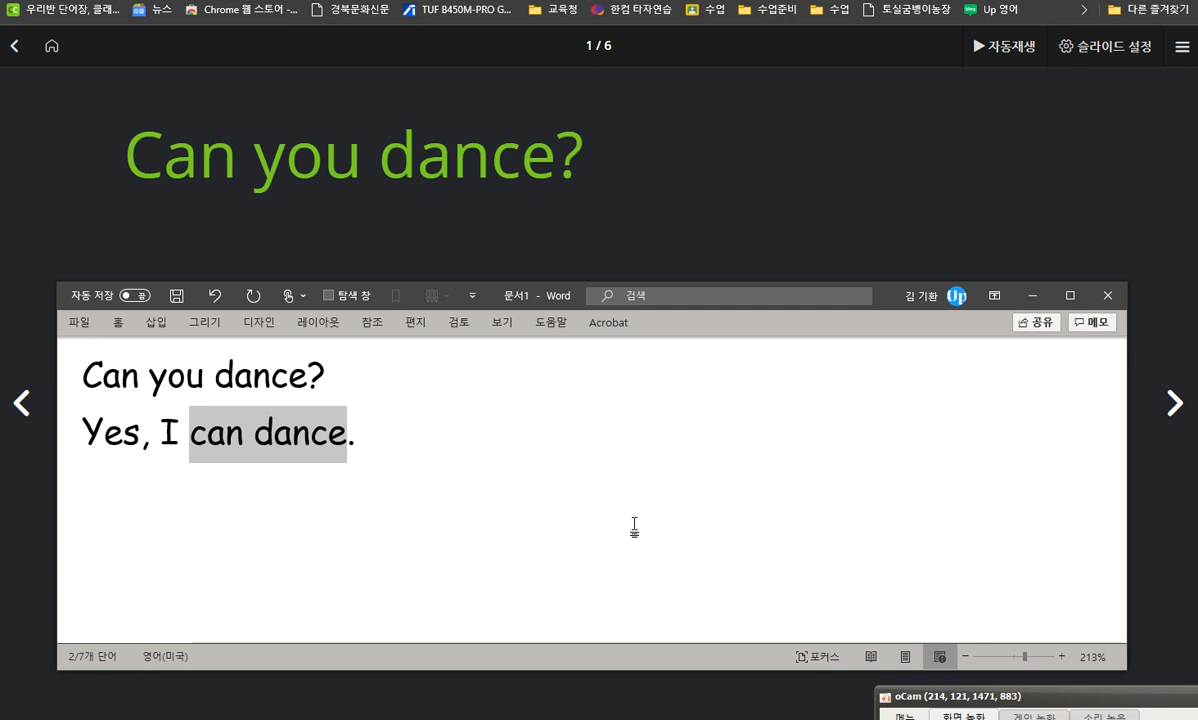 우리반 단어장, 클래... 뉴스 Chrome 웹 스토어 -... 경북문화신문 TUF B450M-PRO G... 교육청 한컴 타자연습 수업 수업준비 수업 토실굼벵이농장 Up 영어 다른 즐겨찾기
1 / 6 자동재생 슬라이드 설정
Can you dance?
자동 저장 끔 탐색 창 문서1 - Word 검색 김 기환 Up
파일 홈 삽입 그리기 디자인 레이아웃 참조 편지 검토 보기 도움말 Acrobat 공유 메모
Can you dance?
Yes, I can dance.
2/7개 단어 영어(미국) 포커스 213%
oCam (214, 121, 1471, 883)
메뉴 화면 녹화 게임 녹화 소리 녹음